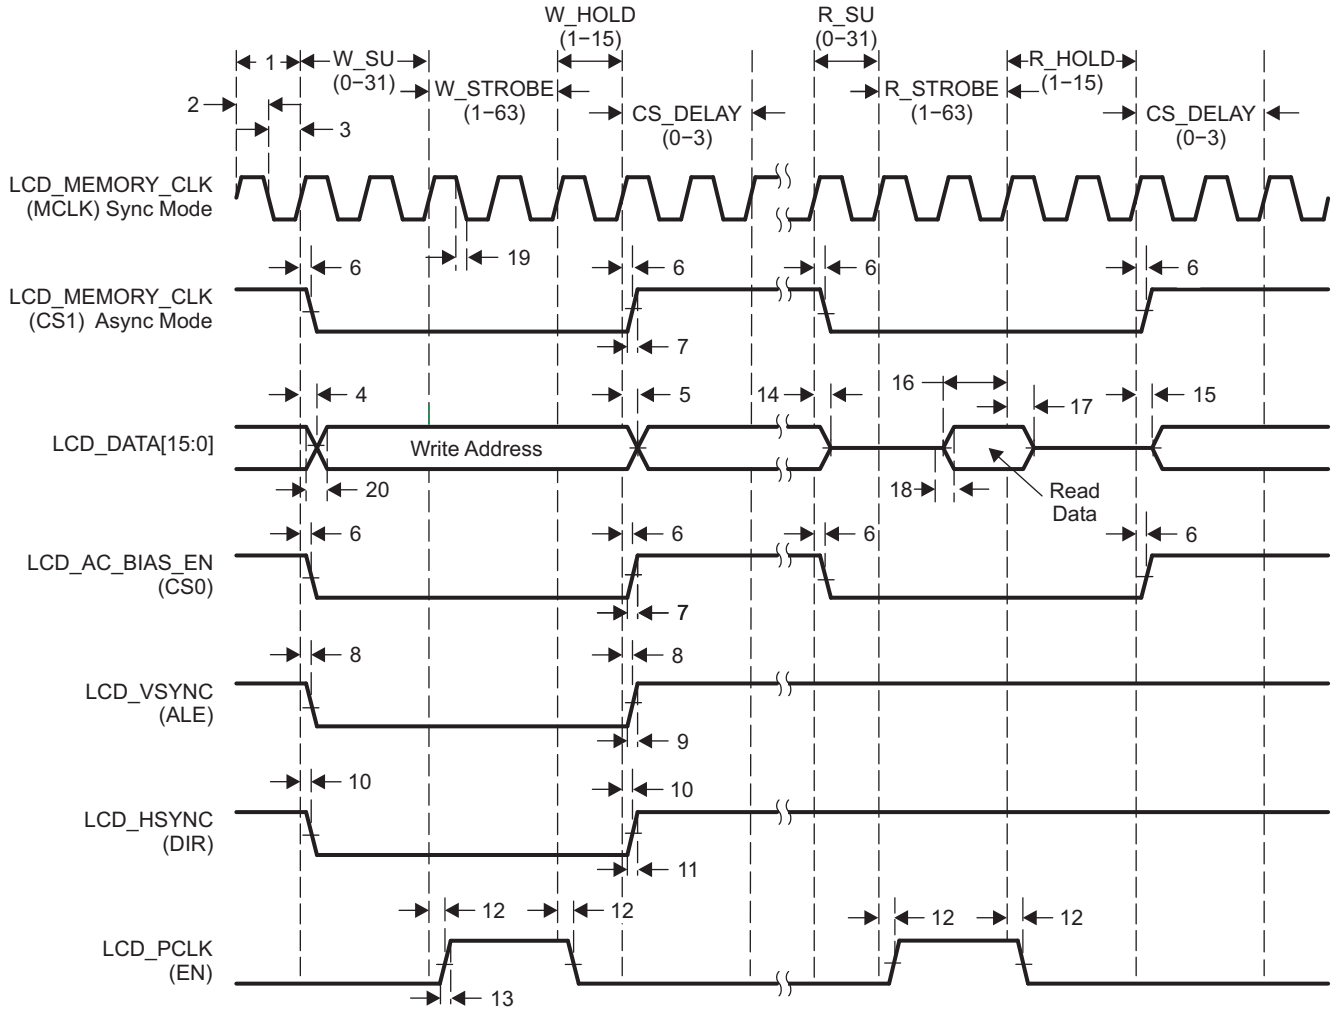 W_HOLD
(1−15)
R_SU
(0−31)
1
W_SU
(0−31)
R_HOLD
(1−15)
2
W_STROBE
(1−63)
R_STROBE
(1−63)
3
CS_DELAY
(0−3)
CS_DELAY
(0−3)
LCD_MEMORY_CLK
(MCLK) Sync Mode
19
6
6
6
6
LCD_MEMORY_CLK
(CS1) Async Mode
7
4
5
14
16
17
15
LCD_DATA[15:0]
Write Address
20
18
Read
Data
6
6
6
6
LCD_AC_BIAS_EN
(CS0)
7
8
8
LCD_VSYNC
(ALE)
9
10
10
LCD_HSYNC
(DIR)
11
12
12
12
12
LCD_PCLK
(EN)
13